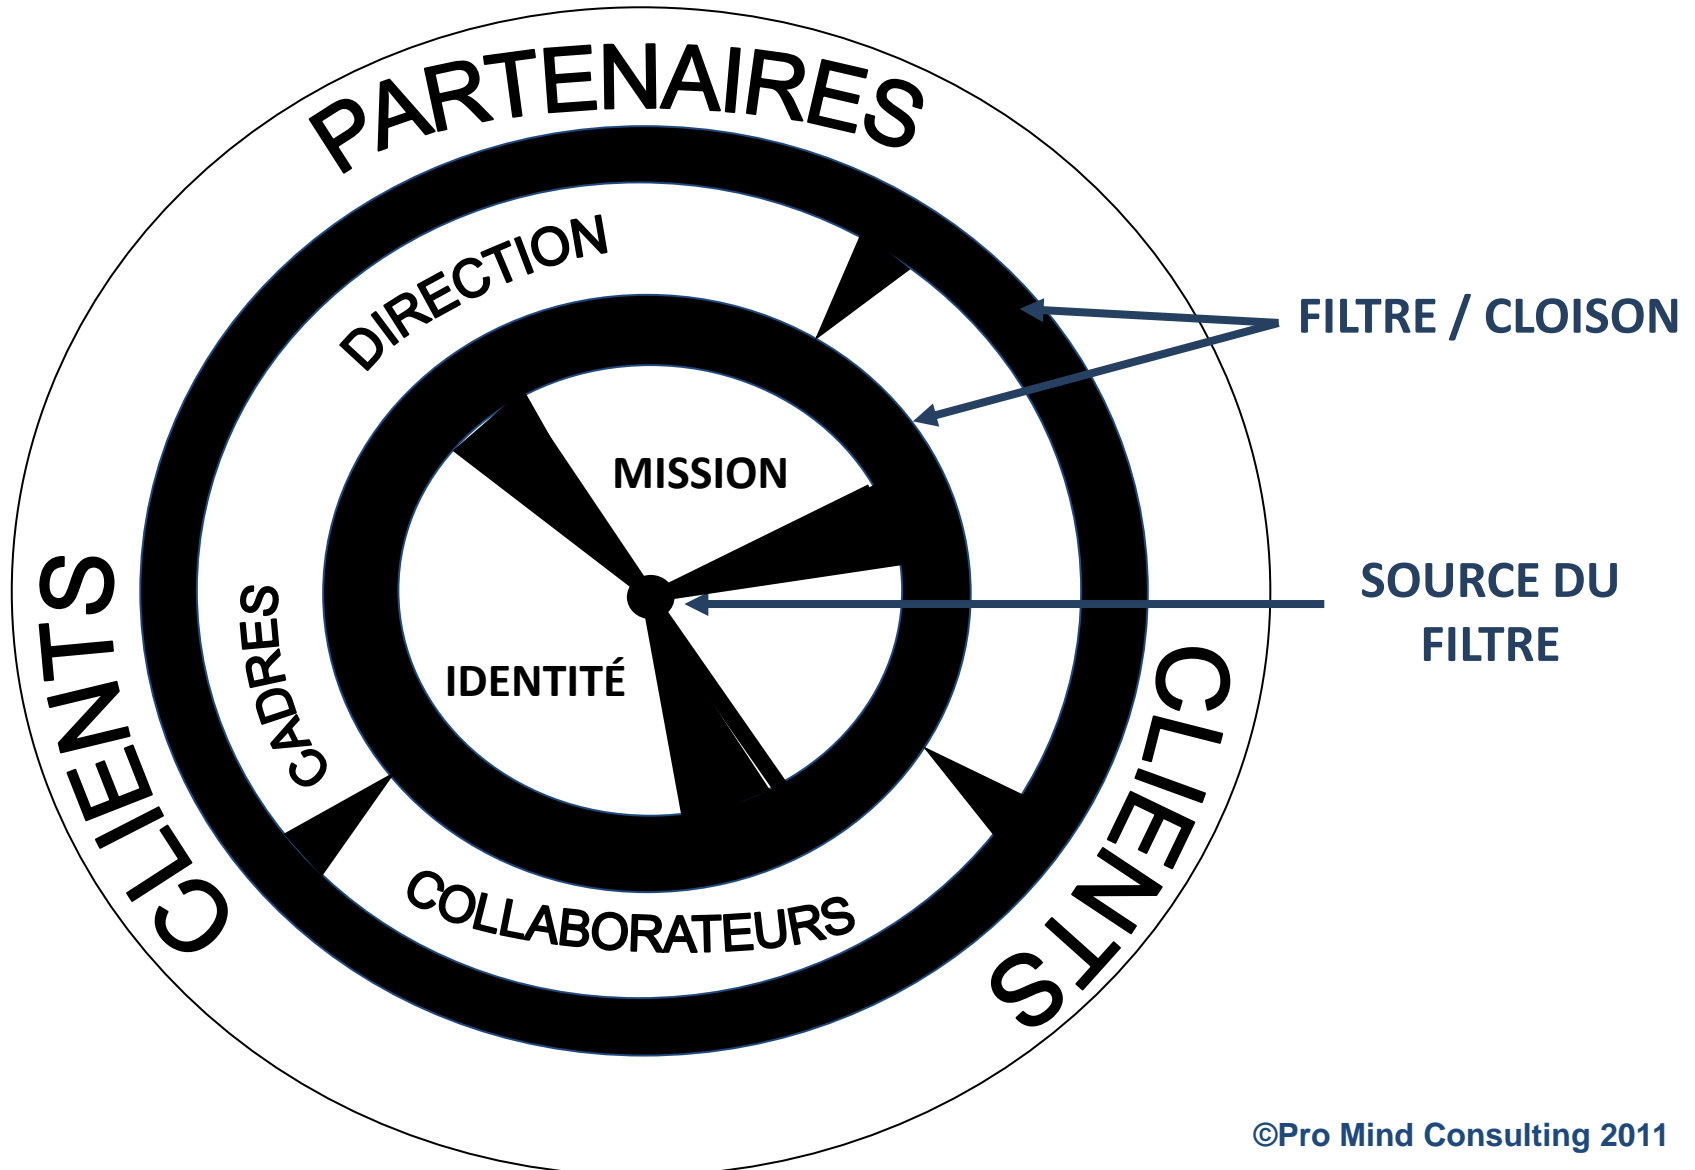 PARTENAIRES
DIRECTION
FILTRE / CLOISON
MISSION
SOURCE DU
FILTRE
CLIENTS
CADRES
IDENTITÉ
CLIENTS
COLLABORATEURS
©Pro Mind Consulting 2011